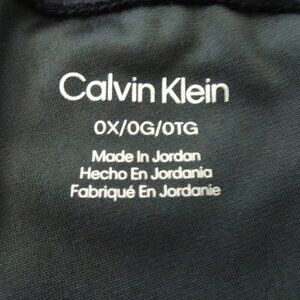 Calvin Klein
0X/0G/0TG
Made In Jordan
Hecho En Jordania
Fabriqué En Jordanie